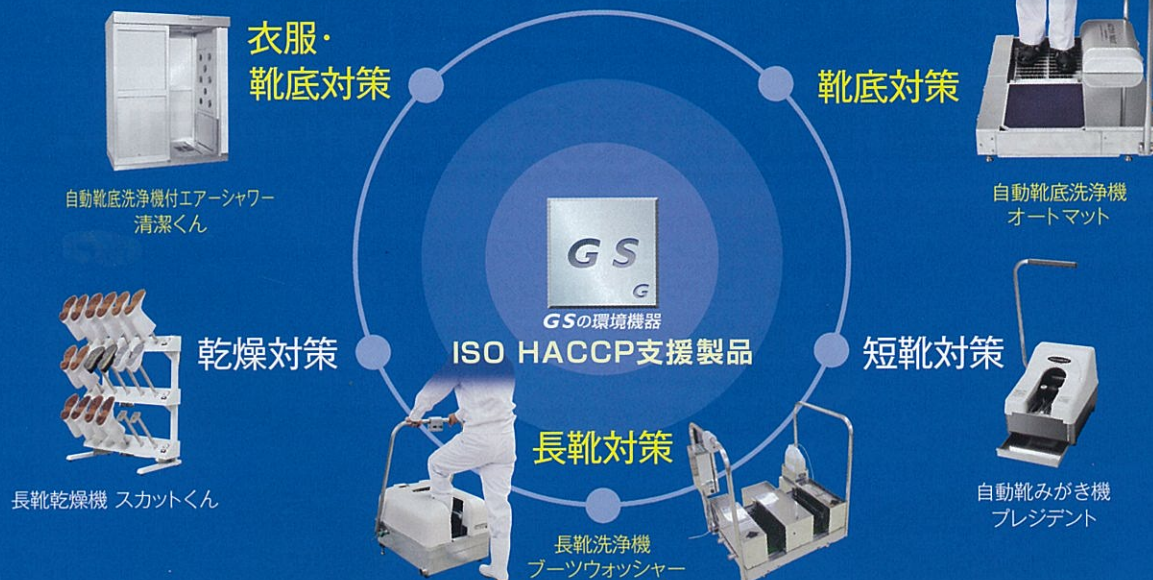 衣服・
靴底対策
自動靴底洗浄機付エアーシャワー
清潔くん
靴底対策
自動靴底洗浄機
オートマット
GS
G
GSの環境機器
ISO HACCP支援製品
乾燥対策
長靴乾燥機 スカットくん
短靴対策
自動靴みがき機
プレジデント
長靴対策
長靴洗浄機
ブーツウォッシャー